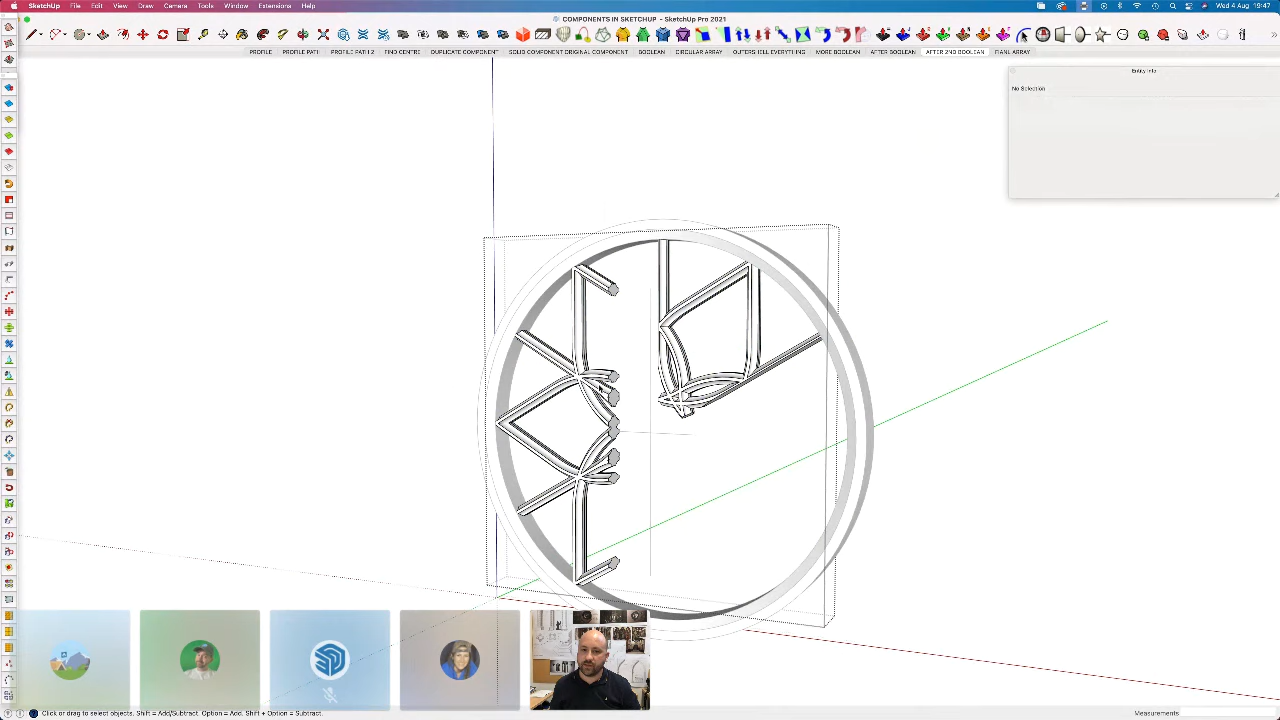 SketchUp File Edit View Camera Draw Tools Window Extensions Help Wed 4 Aug 19:47
COMPONENTS IN SKETCHUP - SketchUp Pro 2021
PROFILE PROFILE PATH PROFILE PATH 2 FIND CENTRE DUPLICATE COMPONENT SOLID COMPONENT ORIGINAL COMPONENT BOOLEAN CIRCULAR ARRAY OUTERSHELL EVERYTHING MORE BOOLEAN AFTER BOOLEAN AFTER 2ND BOOLEAN FIANL ARRAY
Entity Info
No Selection
Click or drag to select objects. Shift = Add/Subtract. Option = Add. Shift + Option = Subtract.
Measurements